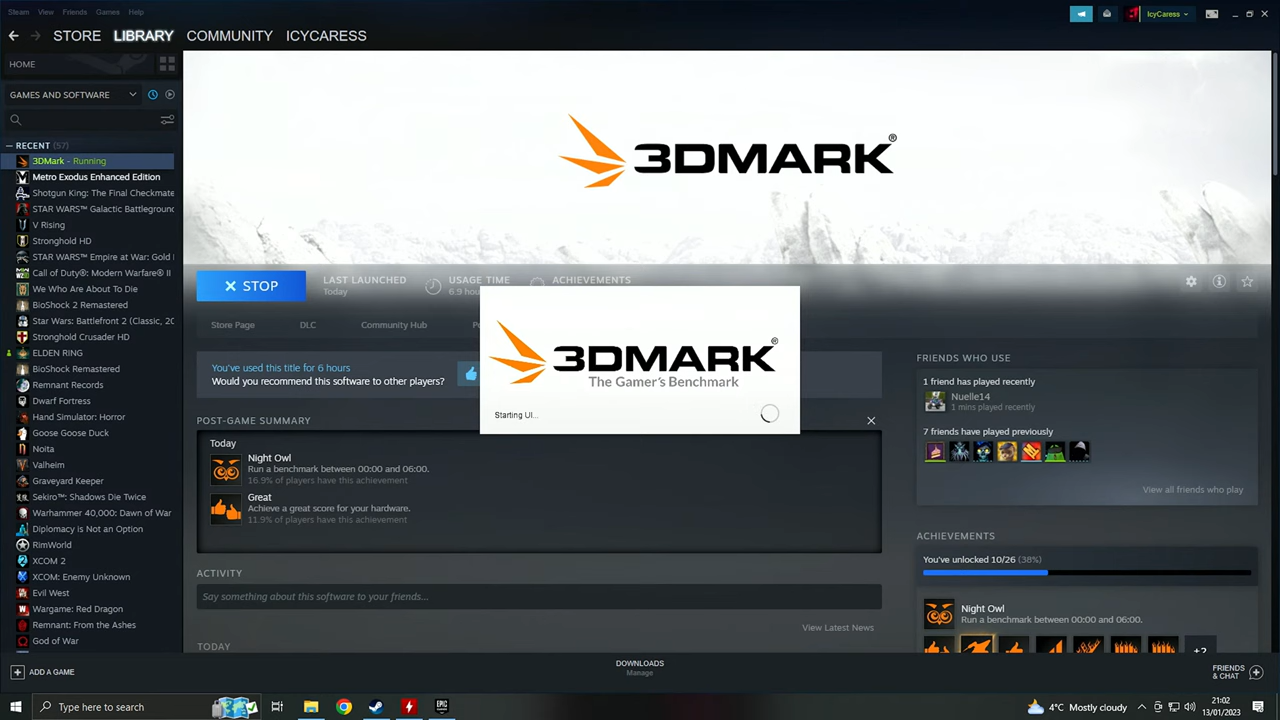 Steam View Friends Games Help
IcyCaress
STORE LIBRARY COMMUNITY ICYCARESS
HOME
GAMES AND SOFTWARE
RECENT (57)
3DMark - Running
Metro Exodus Enhanced Edition
Shotgun King: The Final Checkmate
STAR WARS™ Galactic Battleground
V Rising
Stronghold HD
STAR WARS™ Empire at War: Gold
Call of Duty®: Modern Warfare® II
We Who Are About To Die
BioShock 2 Remastered
Star Wars: Battlefront 2 (Classic, 20
Stronghold Crusader HD
ELDEN RING
BioShock Remastered
Remnant Records
Dwarf Fortress
Hand Simulator: Horror
Goose Goose Duck
Noita
Valheim
Graveyard Keeper
Sekiro™: Shadows Die Twice
Warhammer 40,000: Dawn of War
Diplomacy is Not an Option
RimWorld
XCOM 2
XCOM: Enemy Unknown
Evil West
Wargame: Red Dragon
Remnant: From the Ashes
God of War
3DMARK®
STOP
LAST LAUNCHED
Today
USAGE TIME
6.9 hou
ACHIEVEMENTS
Store Page DLC Community Hub
3DMARK®
The Gamer's Benchmark
Starting UI...
You've used this title for 6 hours
Would you recommend this software to other players?
POST-GAME SUMMARY
Today
Night Owl
Run a benchmark between 00:00 and 06:00.
16.9% of players have this achievement
Great
Achieve a great score for your hardware.
11.9% of players have this achievement
ACTIVITY
Say something about this software to your friends...
View Latest News
TODAY
FRIENDS WHO USE
1 friend has played recently
Nuelle14
1 mins played recently
7 friends have played previously
View all friends who play
ACHIEVEMENTS
You've unlocked 10/26 (38%)
Night Owl
Run a benchmark between 00:00 and 06:00.
+2
ADD A GAME
DOWNLOADS
Manage
FRIENDS
& CHAT
Type here to search
EPIC
4°C Mostly cloudy
21:02
13/01/2023